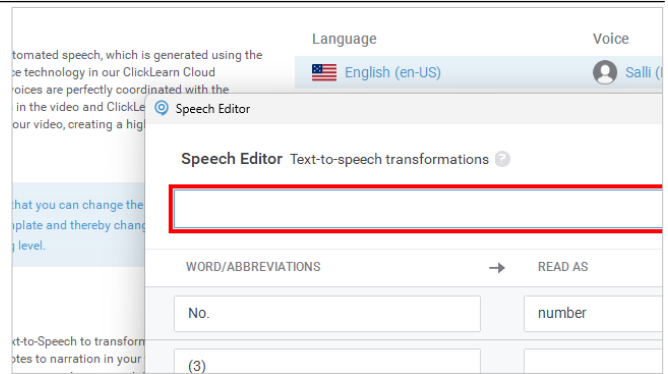 Language
Voice
English (en-US)
Salli
tomated speech, which is generated using the
ce technology in our ClickLearn Cloud
voices are perfectly coordinated with the
in the video and ClickLe
our video, creating a hig
Speech Editor
Speech Editor Text-to-speech transformations ?
that you can change the
mplate and thereby chang
level.
WORD/ABBREVIATIONS → READ AS
No.
number
(3)
xt-to-Speech to transform
otes to narration in your